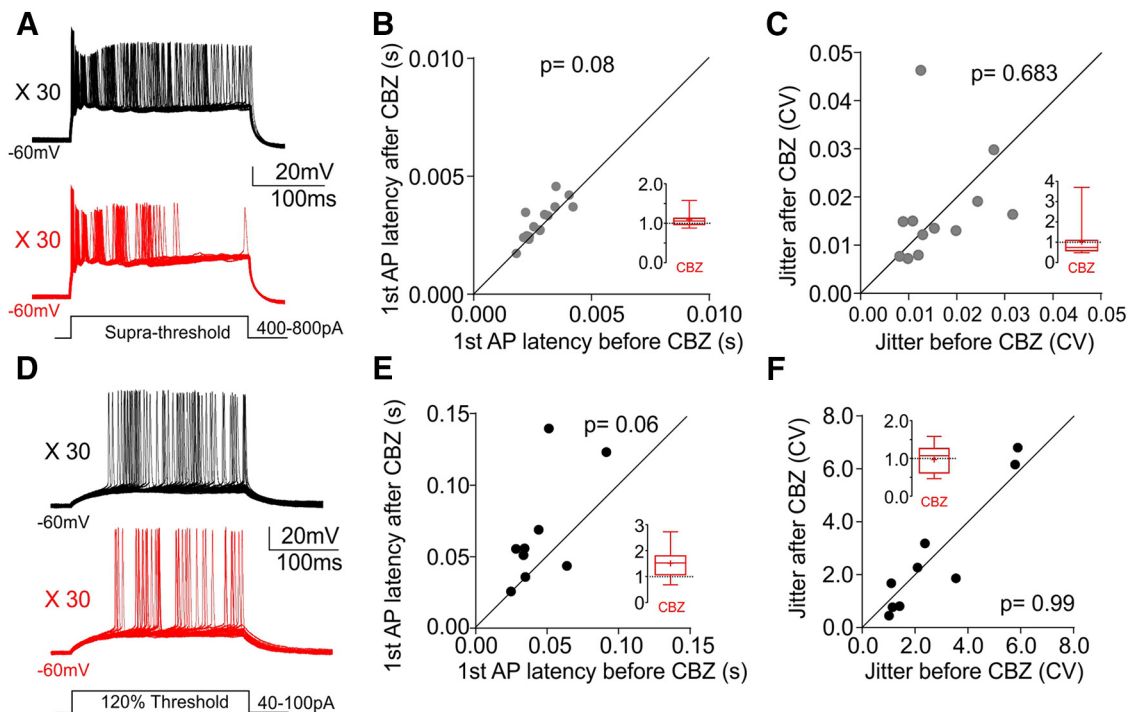 A
X 30
-60mV
20mV
100ms
X 30
-60mV
Supra-threshold
400-800pA
B
1st AP latency after CBZ (s)
0.010
0.005
0.000
p= 0.08
2.0
1.0
0.0
CBZ
0.000
0.005
0.010
1st AP latency before CBZ (s)
C
Jitter after CBZ (CV)
0.05
0.04
0.03
0.02
0.01
0.00
p= 0.683
4
3
2
1
0
CBZ
0.00
0.01
0.02
0.03
0.04
0.05
Jitter before CBZ (CV)
D
X 30
-60mV
20mV
100ms
X 30
-60mV
120% Threshold
40-100pA
E
1st AP latency after CBZ (s)
0.15
0.10
0.05
0.00
p= 0.06
3
2
1
0
CBZ
0.00
0.05
0.10
0.15
1st AP latency before CBZ (s)
F
Jitter after CBZ (CV)
8.0
6.0
4.0
2.0
0.0
2.0
1.0
0.0
CBZ
p= 0.99
0.0
2.0
4.0
6.0
8.0
Jitter before CBZ (CV)